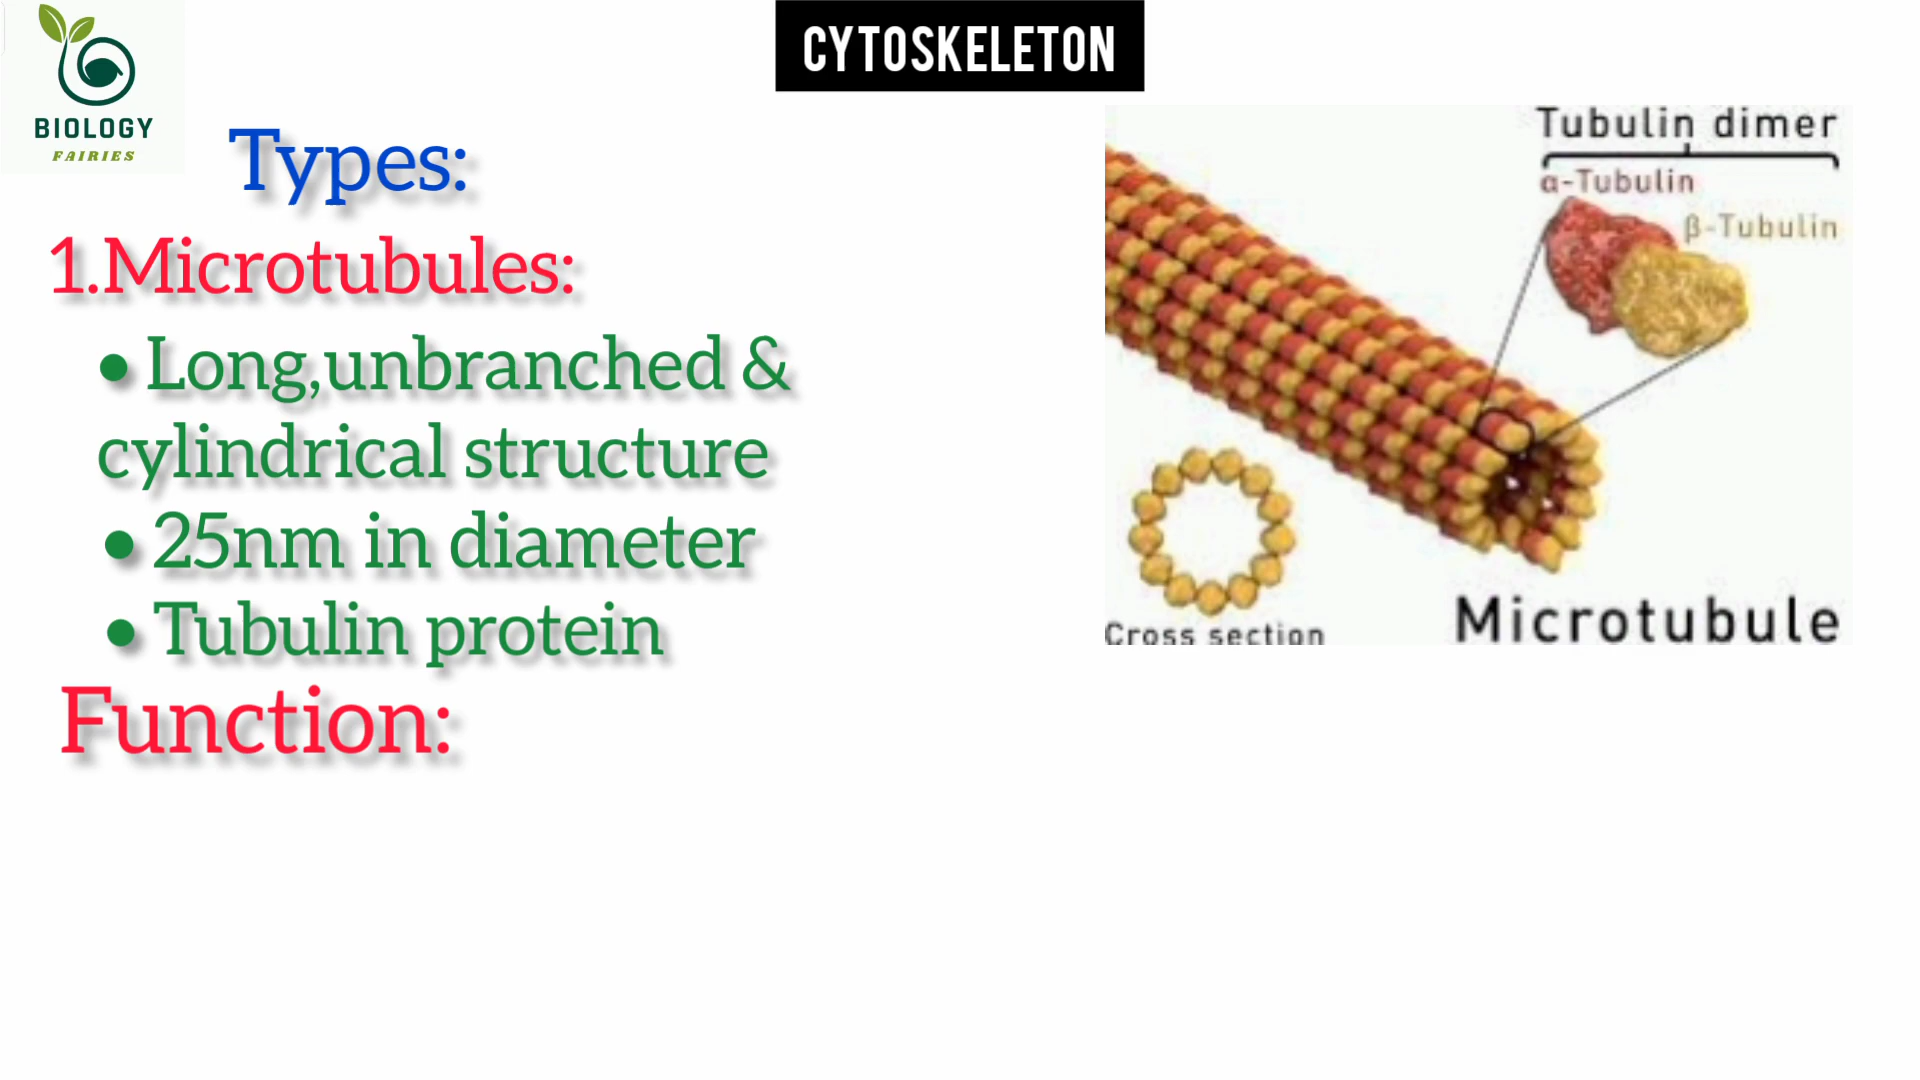 BIOLOGY
FAIRIES
CYTOSKELETON
Types:
1.Microtubules:
• Long,unbranched &
cylindrical structure
• 25nm in diameter
• Tubulin protein
Function:
Tubulin dimer
α-Tubulin
β-Tubulin
Cross section
Microtubule